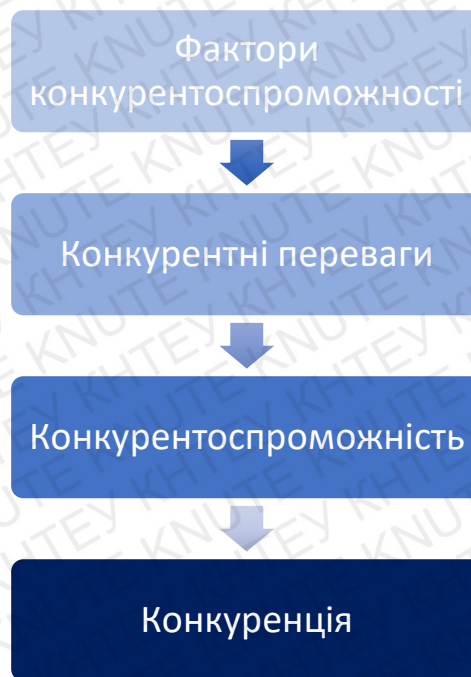 Фактори
конкурентоспроможності
Конкурентні переваги
Конкурентоспроможність
Конкуренція